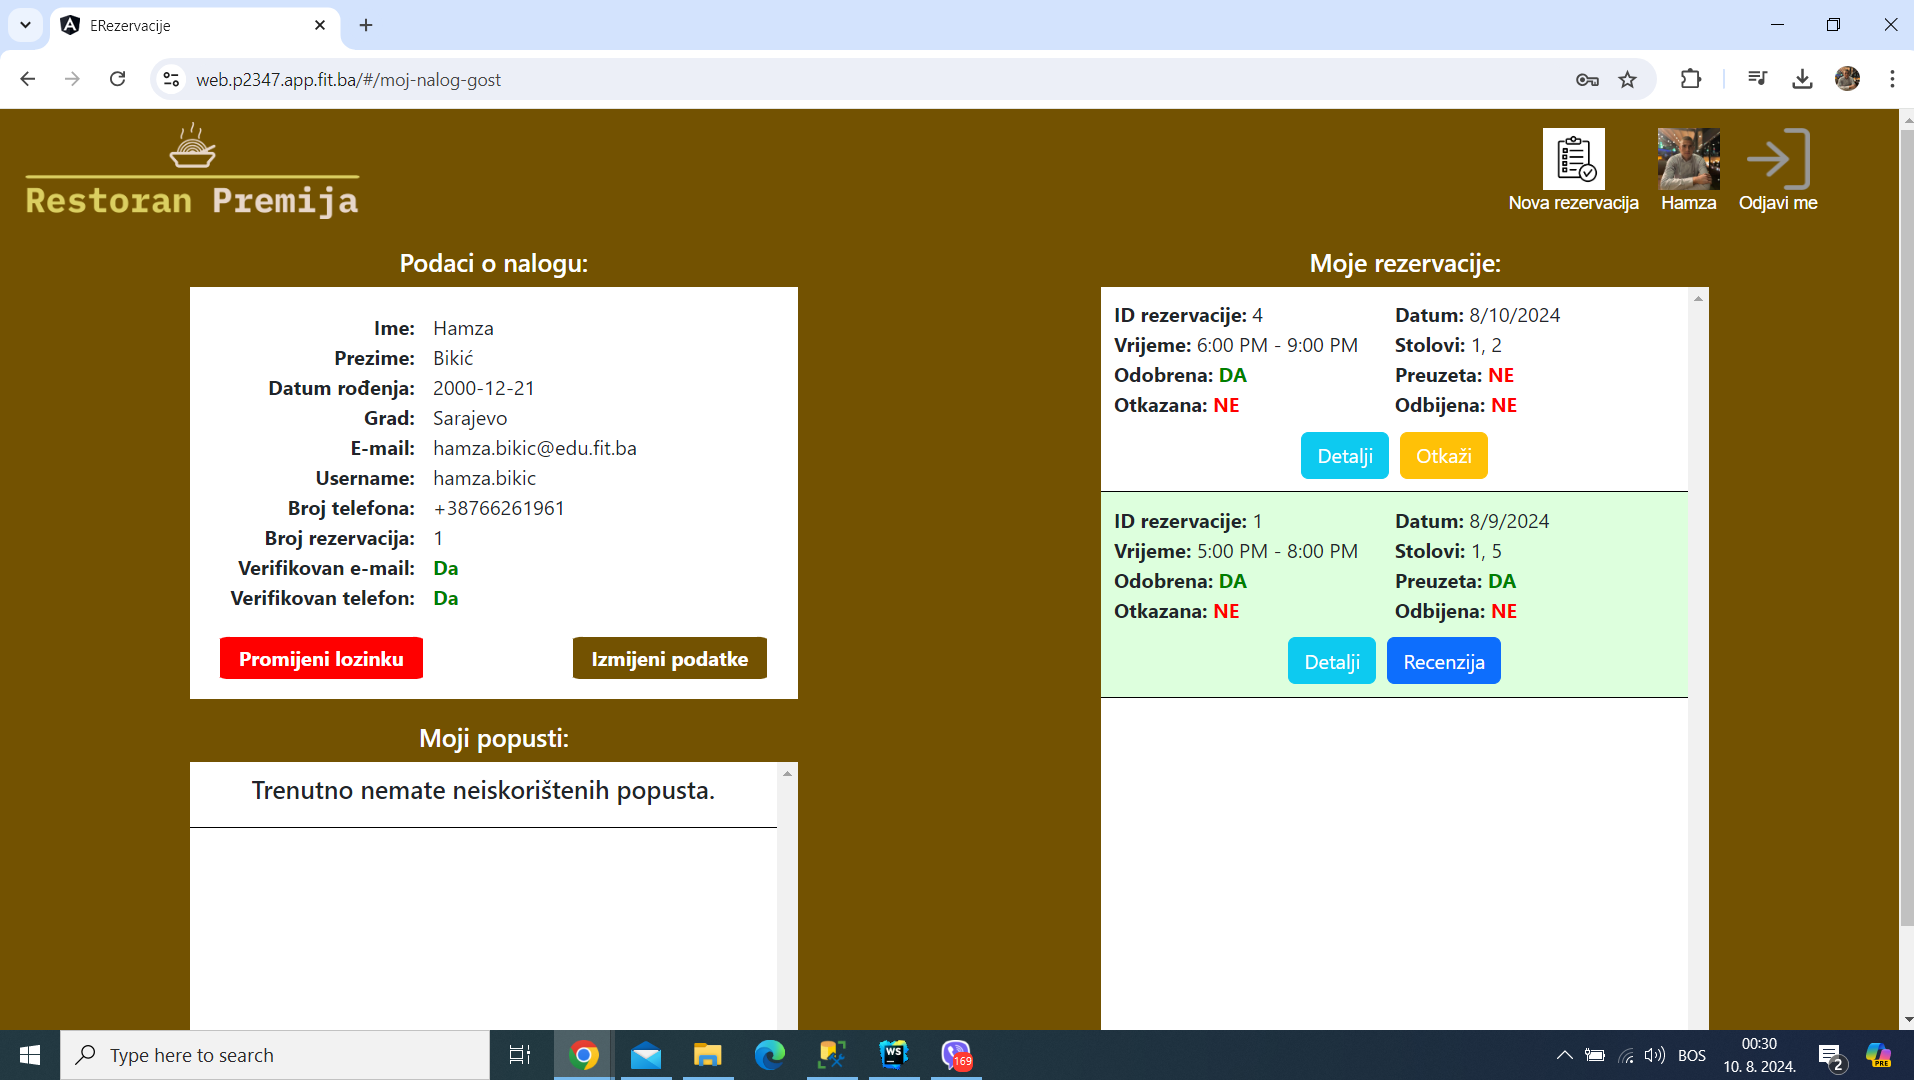 ERezervacije
web.p2347.app.fit.ba/#/moj-nalog-gost
Restoran Premija
Nova rezervacija
Hamza
Odjavi me
Podaci o nalogu:
Ime: Hamza
Prezime: Bikić
Datum rođenja: 2000-12-21
Grad: Sarajevo
E-mail: hamza.bikic@edu.fit.ba
Username: hamza.bikic
Broj telefona: +38766261961
Broj rezervacija: 1
Verifikovan e-mail: Da
Verifikovan telefon: Da
Promijeni lozinku
Izmijeni podatke
Moji popusti:
Trenutno nemate neiskorištenih popusta.
Moje rezervacije:
ID rezervacije: 4 Datum: 8/10/2024
Vrijeme: 6:00 PM - 9:00 PM Stolovi: 1, 2
Odobrena: DA Preuzeta: NE
Otkazana: NE Odbijena: NE
Detalji Otkaži
ID rezervacije: 1 Datum: 8/9/2024
Vrijeme: 5:00 PM - 8:00 PM Stolovi: 1, 5
Odobrena: DA Preuzeta: DA
Otkazana: NE Odbijena: NE
Detalji Recenzija
Type here to search
WS
169
BOS
00:30
10. 8. 2024.
2
PRE